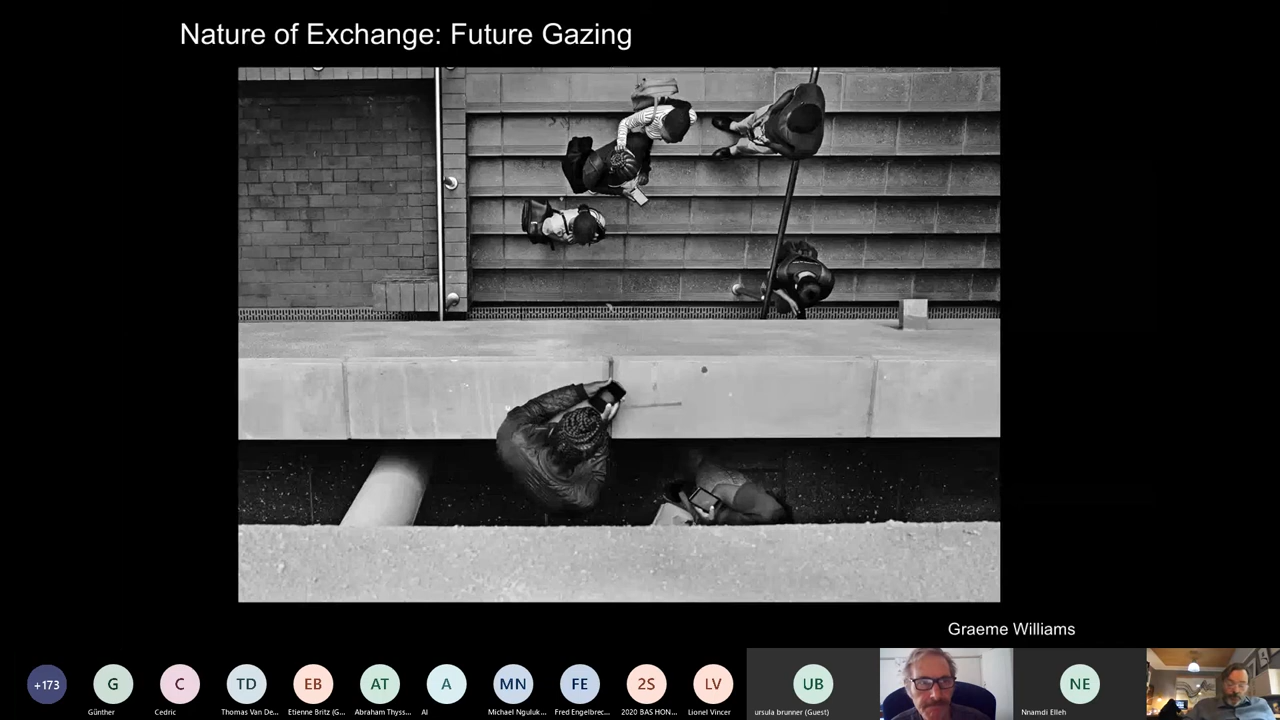 Nature of Exchange: Future Gazing
Graeme Williams
+173
G
C
TD
EB
AT
A
MN
FE
2S
LV
UB
NE
Günther
Cedric
Thomas Van De...
Etienne Britz (G...
Abraham Thyss...
Al
Michael Nguluk...
Fred Engelbrec...
2020 BAS HON...
Lionel Vincer
ursula brunner (Guest)
Nnamdi Elleh